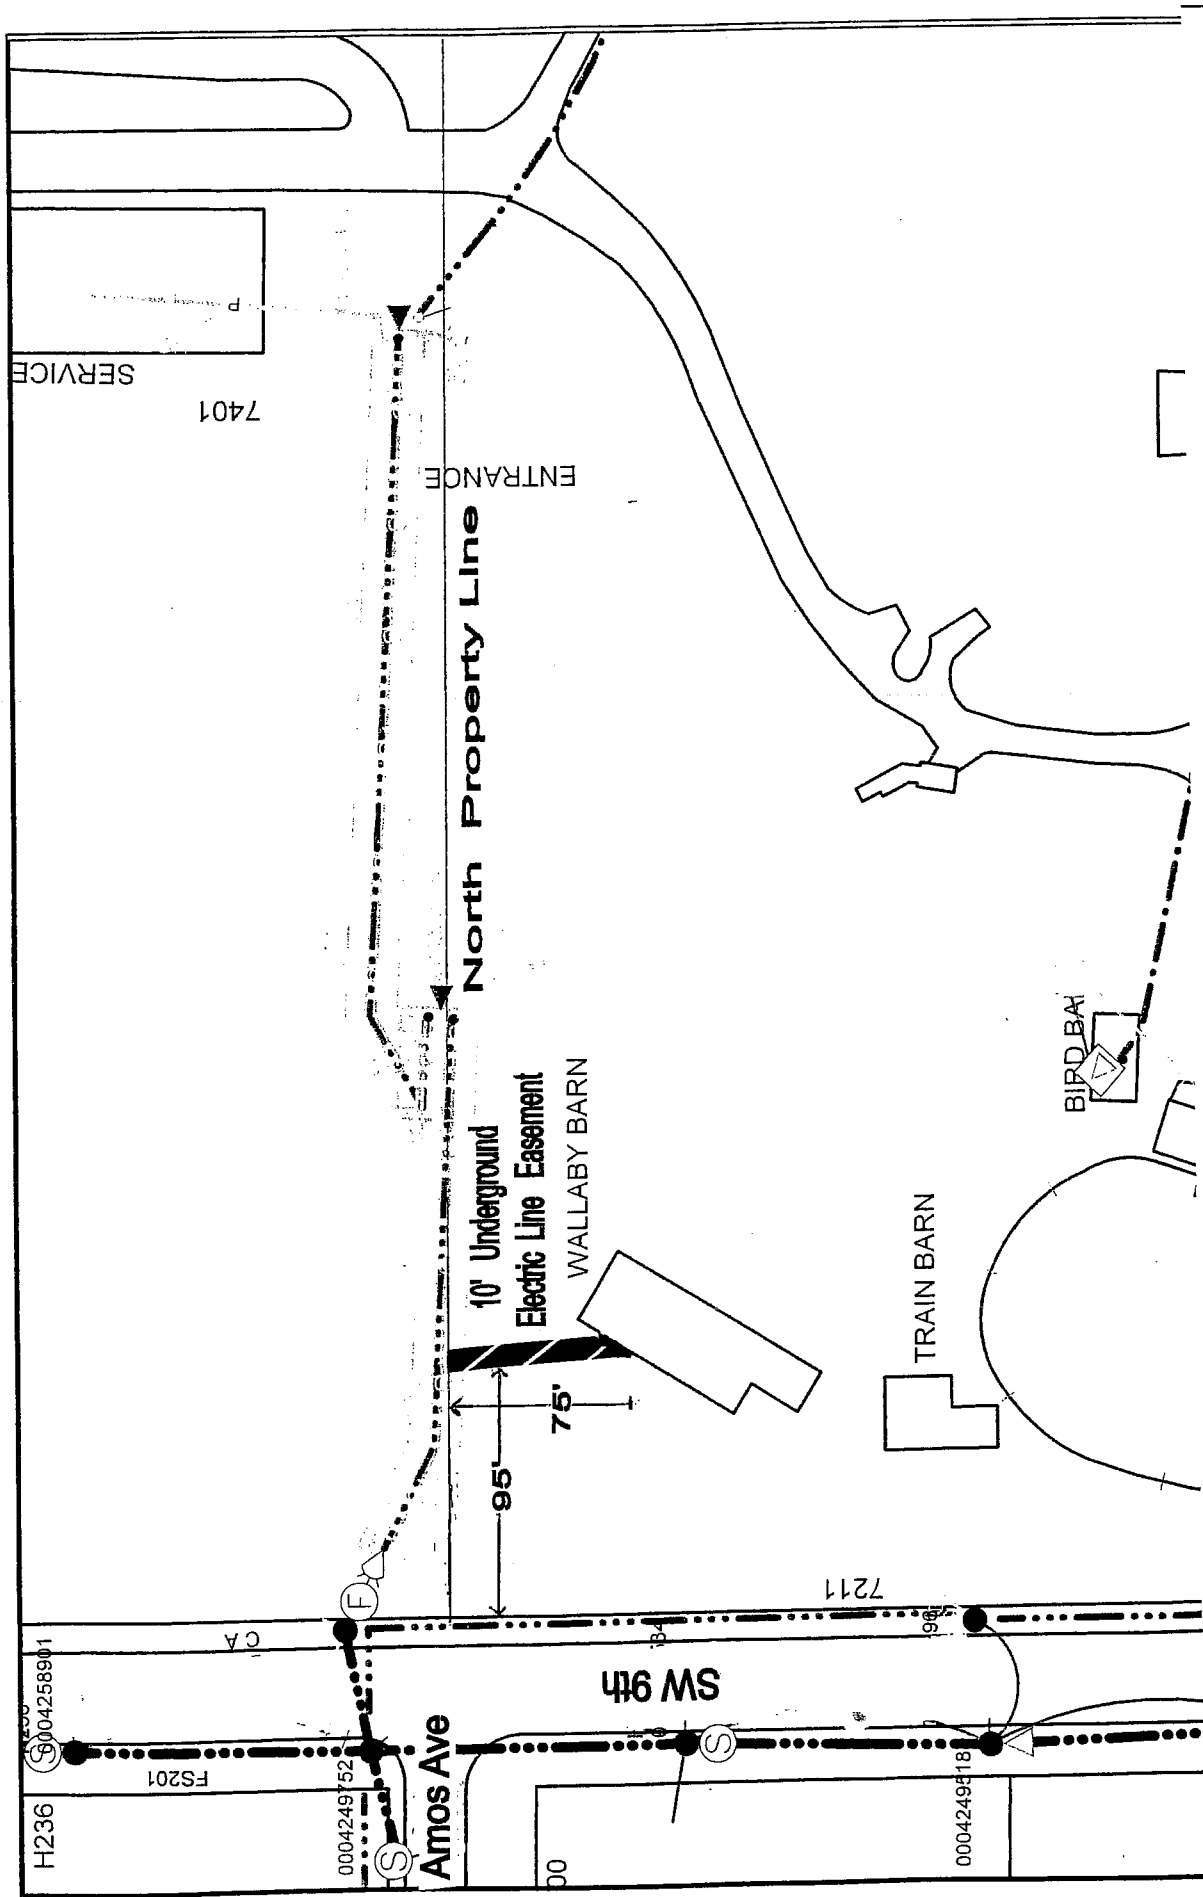 SERVICE
7401
P
ENTRANCE
North Property Line
10' Underground
Electric Line Easement
WALLABY BARN
BIRD BA
TRAIN BARN
75'
95'
7211
F
CA
SW 9th
0004258901
S
FS201
H236
0004249752
S
Amos Ave
S
00
0004249518